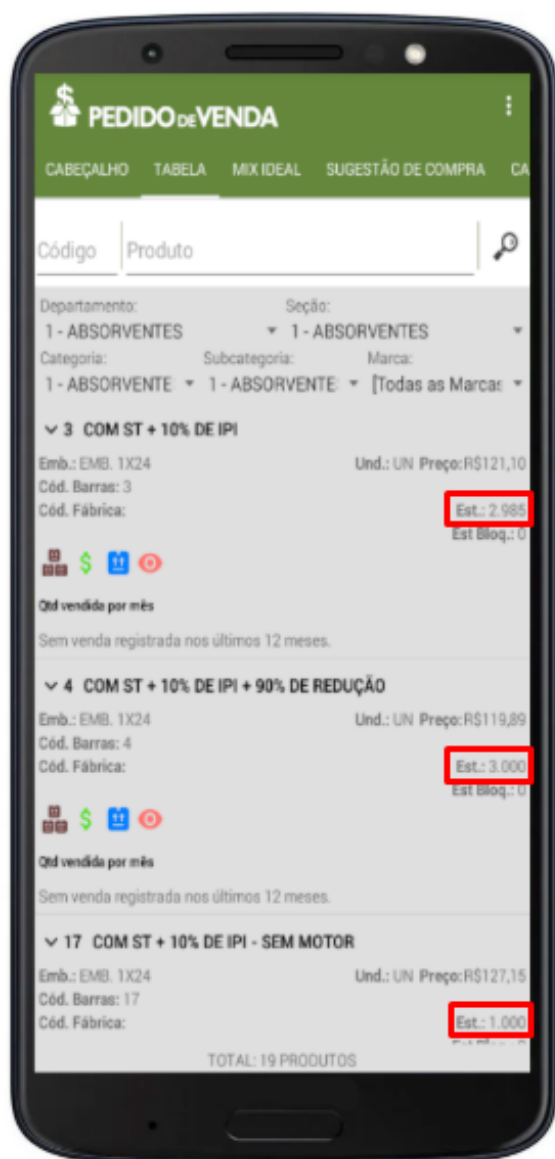 PEDIDO DE VENDA
CABEÇALHO TABELA MIX IDEAL SUGESTÃO DE COMPRA CA
Código Produto
Departamento: Seção:
1 - ABSORVENTES 1 - ABSORVENTES
Categoria: Subcategoria: Marca:
1 - ABSORVENTE 1 - ABSORVENTE [Todas as Marcas
3 COM ST + 10% DE IPI
Emb.: EMB. 1X24 Und.: UN Preço:R$121,10
Cód. Barras: 3
Cód. Fábrica: Est.: 2.985
Est Bloq.: 0
Qtd vendida por mês
Sem venda registrada nos últimos 12 meses.
4 COM ST + 10% DE IPI + 90% DE REDUÇÃO
Emb.: EMB. 1X24 Und.: UN Preço:R$119,89
Cód. Barras: 4
Cód. Fábrica: Est.: 3.000
Est Bloq.: 0
Qtd vendida por mês
Sem venda registrada nos últimos 12 meses.
17 COM ST + 10% DE IPI - SEM MOTOR
Emb.: EMB. 1X24 Und.: UN Preço:R$127,15
Cód. Barras: 17
Cód. Fábrica: Est.: 1.000
TOTAL: 19 PRODUTOS